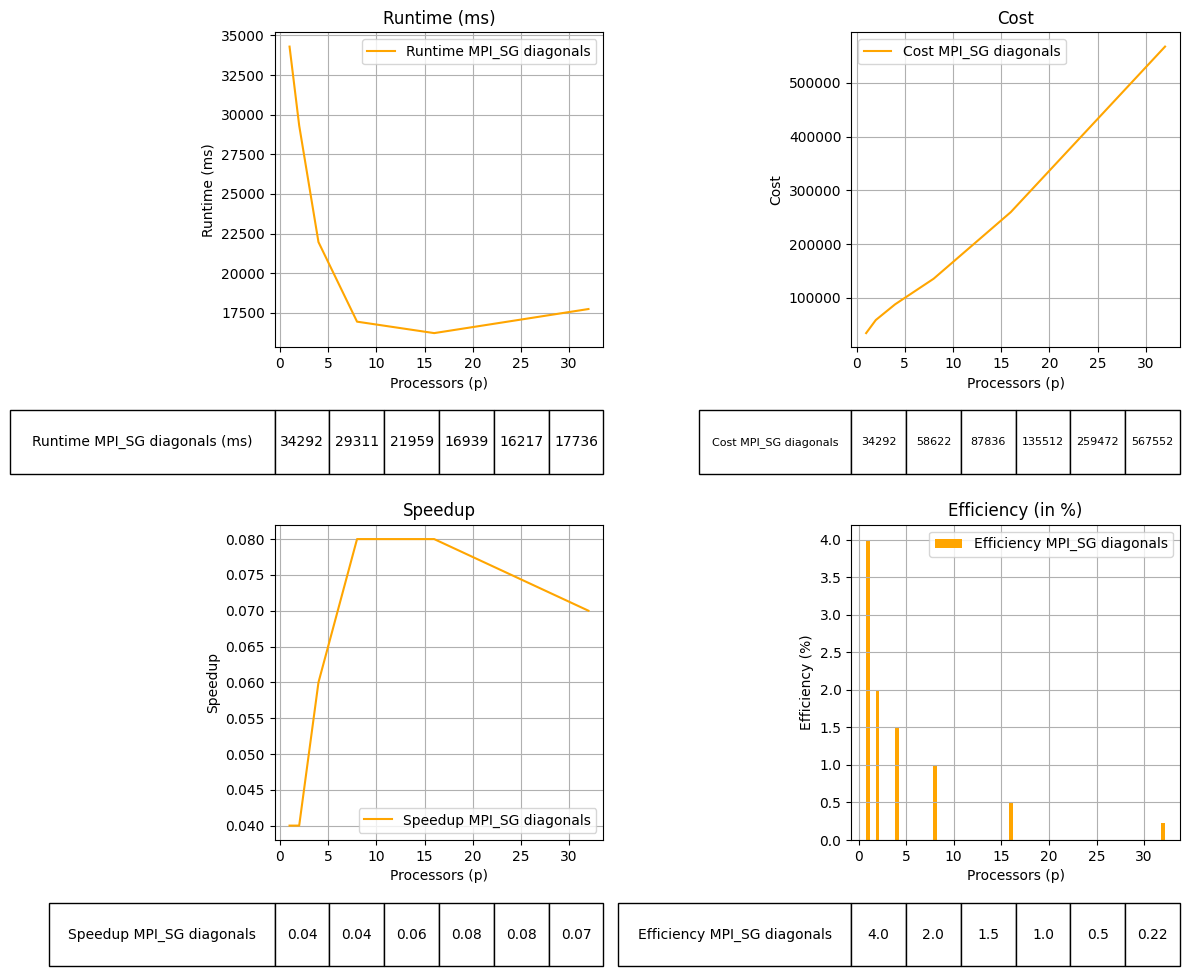 Runtime (ms)
35000
32500
30000
27500
25000
22500
20000
17500
Runtime (ms)
Runtime MPI_SG diagonals
0 5 10 15 20 25 30
Processors (p)
Runtime MPI_SG diagonals (ms) 34292 29311 21959 16939 16217 17736
Cost
500000
400000
300000
200000
100000
Cost
Cost MPI_SG diagonals
0 5 10 15 20 25 30
Processors (p)
Cost MPI_SG diagonals 34292 58622 87836 135512 259472 567552
Speedup
0.080
0.075
0.070
0.065
0.060
0.055
0.050
0.045
0.040
Speedup
Speedup MPI_SG diagonals
0 5 10 15 20 25 30
Processors (p)
Speedup MPI_SG diagonals 0.04 0.04 0.06 0.08 0.08 0.07
Efficiency (in %)
4.0
3.5
3.0
2.5
2.0
1.5
1.0
0.5
0.0
Efficiency (%)
Efficiency MPI_SG diagonals
0 5 10 15 20 25 30
Processors (p)
Efficiency MPI_SG diagonals 4.0 2.0 1.5 1.0 0.5 0.22